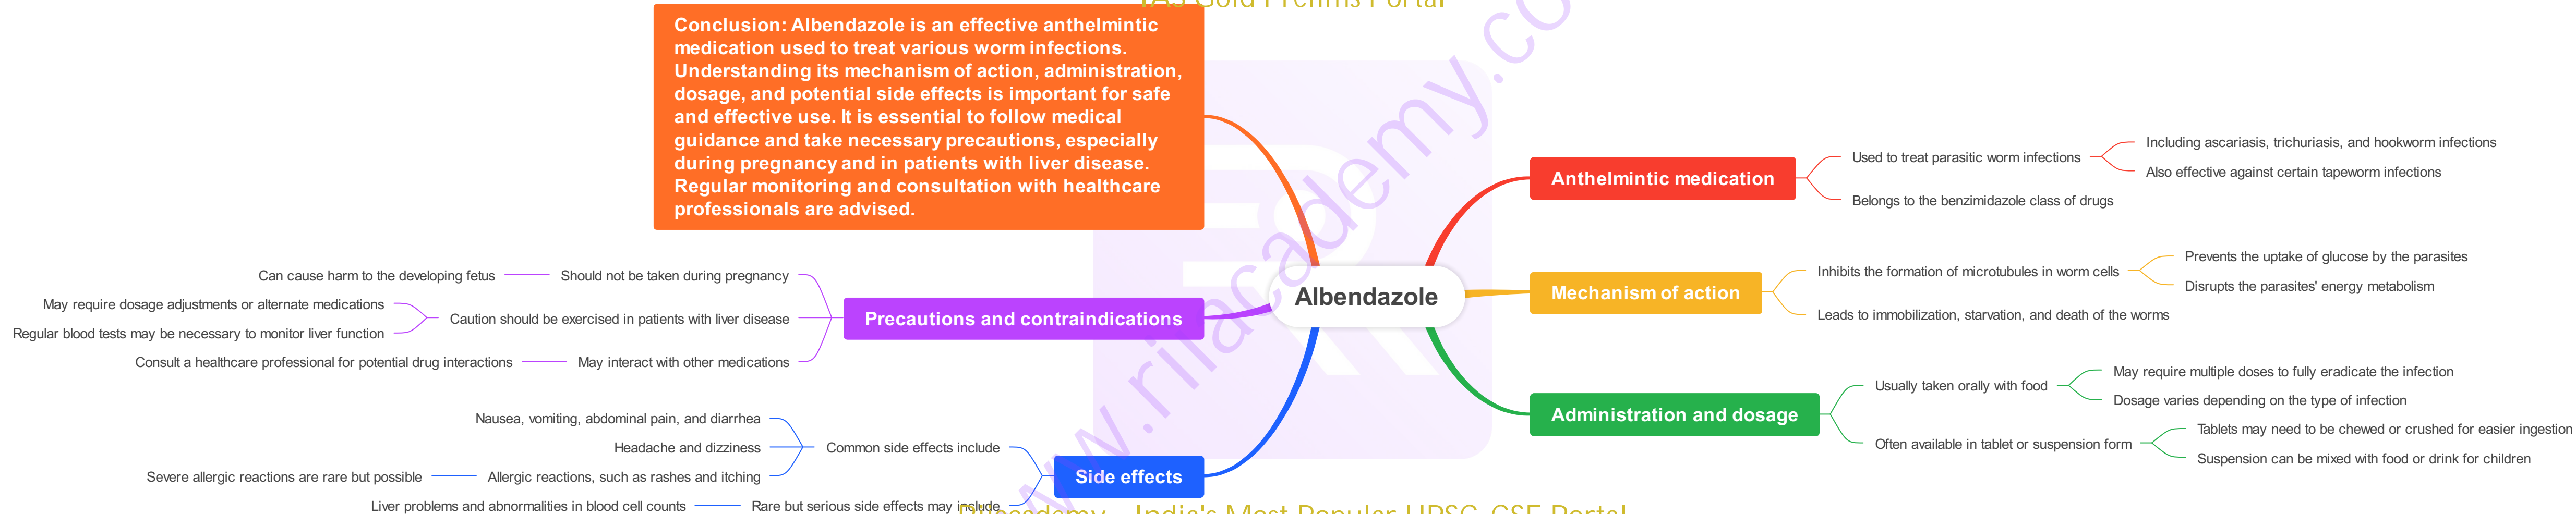 IAS Gold Prelims Portal
Conclusion: Albendazole is an effective anthelmintic
medication used to treat various worm infections.
Understanding its mechanism of action, administration,
dosage, and potential side effects is important for safe
and effective use. It is essential to follow medical
guidance and take necessary precautions, especially
during pregnancy and in patients with liver disease.
Regular monitoring and consultation with healthcare
professionals are advised.
Albendazole
Anthelmintic medication
Used to treat parasitic worm infections
Including ascariasis, trichuriasis, and hookworm infections
Also effective against certain tapeworm infections
Belongs to the benzimidazole class of drugs
Mechanism of action
Inhibits the formation of microtubules in worm cells
Prevents the uptake of glucose by the parasites
Disrupts the parasites' energy metabolism
Leads to immobilization, starvation, and death of the worms
Administration and dosage
Usually taken orally with food
May require multiple doses to fully eradicate the infection
Dosage varies depending on the type of infection
Often available in tablet or suspension form
Tablets may need to be chewed or crushed for easier ingestion
Suspension can be mixed with food or drink for children
Precautions and contraindications
Should not be taken during pregnancy
Can cause harm to the developing fetus
Caution should be exercised in patients with liver disease
May require dosage adjustments or alternate medications
Regular blood tests may be necessary to monitor liver function
May interact with other medications
Consult a healthcare professional for potential drug interactions
Side effects
Common side effects include
Nausea, vomiting, abdominal pain, and diarrhea
Headache and dizziness
Allergic reactions, such as rashes and itching
Severe allergic reactions are rare but possible
Rare but serious side effects may include
Liver problems and abnormalities in blood cell counts
India's Most Popular UPSC-CSE Portal